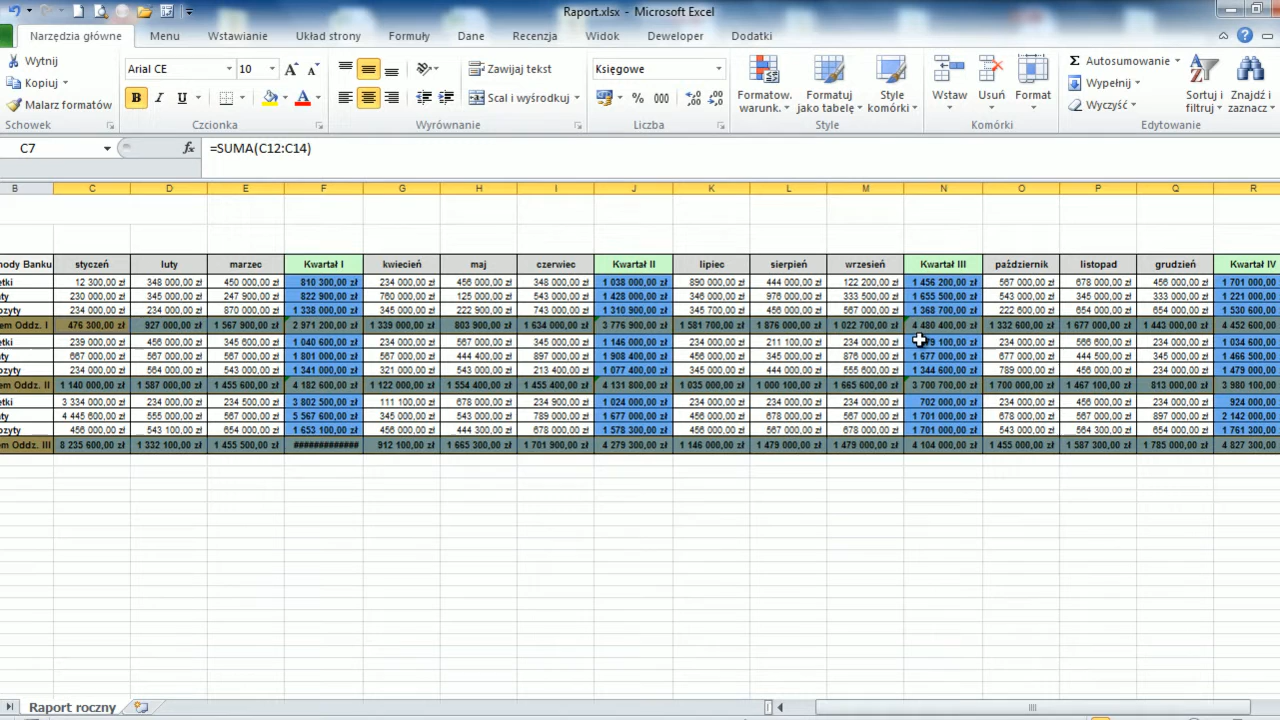 Raport.xlsx - Microsoft Excel
Narzędzia główne Menu Wstawianie Układ strony Formuły Dane Recenzja Widok Deweloper Dodatki
Wytnij
Kopiuj
Malarz formatów
Schowek
Arial CE 10
B I U A
Czcionka
Zawijaj tekst
Scal i wyśrodkuj
Wyrównanie
Księgowe
% 000
Liczba
Formatow. warunk. Formatuj jako tabelę Style komórki
Style
Wstaw Usuń Format
Komórki
Σ Autosumowanie
Wypełnij
Wyczyść
Sortuj i filtruj Znajdź i zaznacz
Edytowanie
C7 fx =SUMA(C12:C14)
B C D E F G H I J K L M N O P Q R
hody Banku styczeń luty marzec Kwartał I kwiecień maj czerwiec Kwartał II lipiec sierpień wrzesień Kwartał III październik listopad grudzień Kwartał IV
etki 12 300,00 zł 348 000,00 zł 450 000,00 zł 810 300,00 zł 234 000,00 zł 456 000,00 zł 348 000,00 zł 1 038 000,00 zł 890 000,00 zł 444 000,00 zł 122 200,00 zł 1 456 200,00 zł 567 000,00 zł 456 000,00 zł 678 000,00 zł 1 701 000,00
nty 230 000,00 zł 345 000,00 zł 247 900,00 zł 822 900,00 zł 760 000,00 zł 125 000,00 zł 543 000,00 zł 1 428 000,00 zł 346 000,00 zł 976 000,00 zł 333 500,00 zł 1 655 500,00 zł 543 000,00 zł 333 000,00 zł 345 000,00 zł 1 221 000,00
ozyty 234 000,00 zł 234 000,00 zł 870 000,00 zł 1 338 000,00 zł 345 000,00 zł 222 900,00 zł 743 000,00 zł 1 310 900,00 zł 345 700,00 zł 456 000,00 zł 567 000,00 zł 1 368 700,00 zł 222 600,00 zł 654 000,00 zł 654 000,00 zł 1 530 600,00
em Oddz. I 476 300,00 zł 927 000,00 zł 1 567 900,00 zł 2 971 200,00 zł 1 339 000,00 zł 803 900,00 zł 1 634 000,00 zł 3 776 900,00 zł 1 581 700,00 zł 1 876 000,00 zł 1 022 700,00 zł 4 480 400,00 zł 1 332 600,00 zł 1 677 000,00 zł 1 443 000,00 zł 4 452 600,00
etki 239 000,00 zł 456 000,00 zł 345 600,00 zł 1 040 600,00 zł 234 000,00 zł 567 000,00 zł 345 000,00 zł 1 146 000,00 zł 234 000,00 zł 211 100,00 zł 234 000,00 zł 9 100,00 zł 234 000,00 zł 566 600,00 zł 234 000,00 zł 1 034 600,00
nty 667 000,00 zł 567 000,00 zł 567 000,00 zł 1 801 000,00 zł 567 000,00 zł 444 400,00 zł 897 000,00 zł 1 908 400,00 zł 456 000,00 zł 345 000,00 zł 876 000,00 zł 1 677 000,00 zł 677 000,00 zł 444 500,00 zł 345 000,00 zł 1 466 500,00
ozyty 234 000,00 zł 564 000,00 zł 543 000,00 zł 1 341 000,00 zł 321 000,00 zł 543 000,00 zł 213 400,00 zł 1 077 400,00 zł 345 000,00 zł 444 000,00 zł 555 600,00 zł 1 344 600,00 zł 789 000,00 zł 456 000,00 zł 234 000,00 zł 1 479 000,00
em Oddz. II 1 140 000,00 zł 1 587 000,00 zł 1 455 600,00 zł 4 182 600,00 zł 1 122 000,00 zł 1 554 400,00 zł 1 455 400,00 zł 4 131 800,00 zł 1 035 000,00 zł 1 000 100,00 zł 1 665 600,00 zł 3 700 700,00 zł 1 700 000,00 zł 1 467 100,00 zł 813 000,00 zł 3 980 100,00
etki 3 334 000,00 zł 234 000,00 zł 234 500,00 zł 3 802 500,00 zł 111 100,00 zł 678 000,00 zł 234 900,00 zł 1 024 000,00 zł 234 000,00 zł 234 000,00 zł 234 000,00 zł 702 000,00 zł 234 000,00 zł 456 000,00 zł 234 000,00 zł 924 000,00
nty 4 445 600,00 zł 555 000,00 zł 567 000,00 zł 5 567 600,00 zł 345 000,00 zł 543 000,00 zł 789 000,00 zł 1 677 000,00 zł 456 000,00 zł 678 000,00 zł 567 000,00 zł 1 701 000,00 zł 678 000,00 zł 567 000,00 zł 897 000,00 zł 2 142 000,00
ozyty 456 000,00 zł 543 100,00 zł 654 000,00 zł 1 653 100,00 zł 456 000,00 zł 444 300,00 zł 678 000,00 zł 1 578 300,00 zł 456 000,00 zł 567 000,00 zł 678 000,00 zł 1 701 000,00 zł 543 000,00 zł 564 300,00 zł 654 000,00 zł 1 761 300,00
em Oddz. III 8 235 600,00 zł 1 332 100,00 zł 1 455 500,00 zł ############# 912 100,00 zł 1 665 300,00 zł 1 701 900,00 zł 4 279 300,00 zł 1 146 000,00 zł 1 479 000,00 zł 1 479 000,00 zł 4 104 000,00 zł 1 455 000,00 zł 1 587 300,00 zł 1 785 000,00 zł 4 827 300,00
Raport roczny